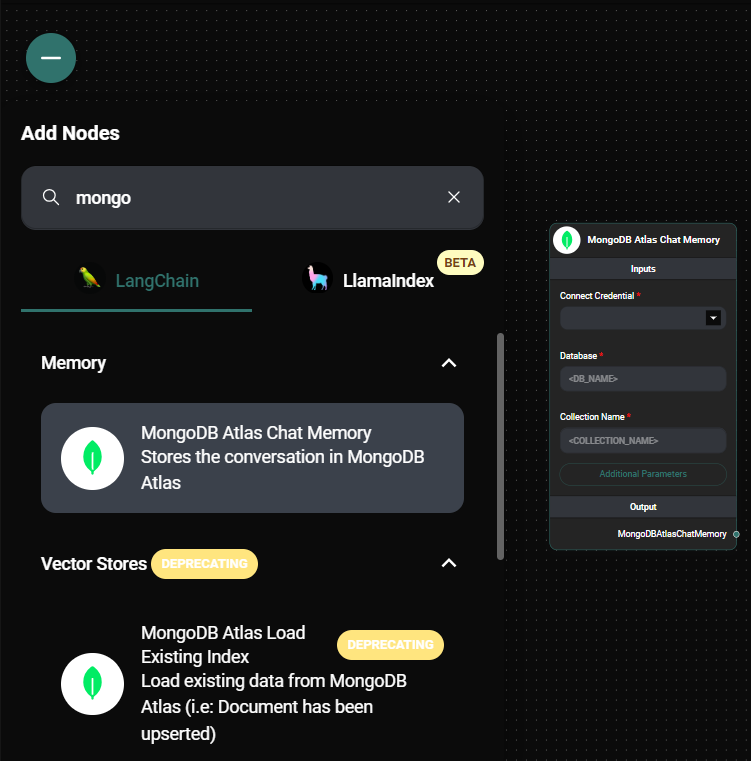 Add Nodes
mongo
LangChain
LlamaIndex
BETA
Memory
MongoDB Atlas Chat Memory
Stores the conversation in MongoDB
Atlas
Vector Stores DEPRECATING
MongoDB Atlas Load
Existing Index
DEPRECATING
Load existing data from MongoDB
Atlas (i.e: Document has been
upserted)
MongoDB Atlas Chat Memory
Inputs
Connect Credential *
Database *
<DB_NAME>
Collection Name *
<COLLECTION_NAME>
Additional Parameters
Output
MongoDBAtlasChatMemory